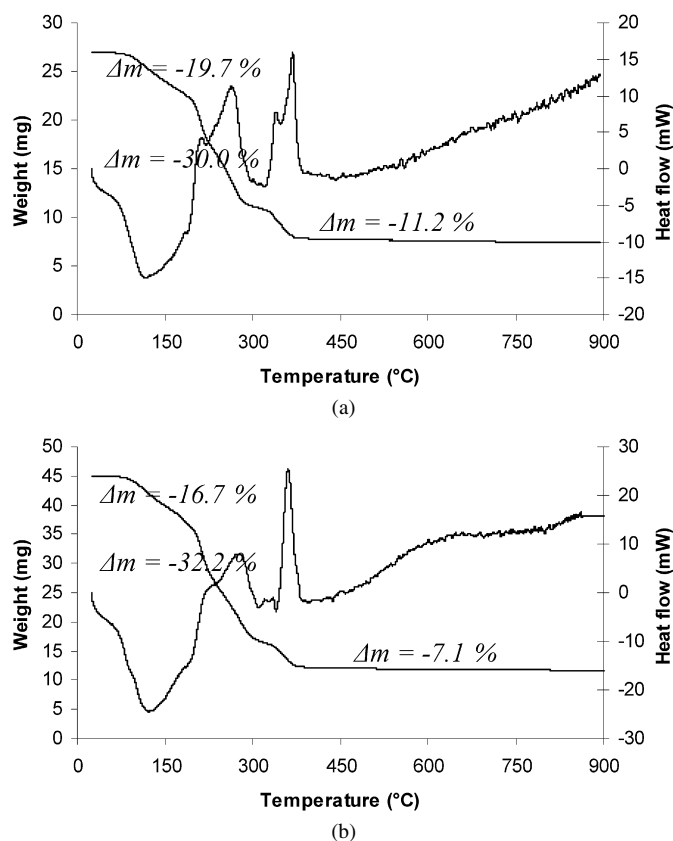 30
25
20
15
10
5
0
Weight (mg)
20
15
10
5
0
-5
-10
-15
-20
Heat flow (mW)
Δm = -19.7 %
Δm = -30.0 %
Δm = -11.2 %
0 150 300 450 600 750 900
Temperature (°C)
(a)
50
45
40
35
30
25
20
15
10
5
0
Weight (mg)
30
20
10
0
-10
-20
-30
Heat flow (mW)
Δm = -16.7 %
Δm = -32.2 %
Δm = -7.1 %
0 150 300 450 600 750 900
Temperature (°C)
(b)